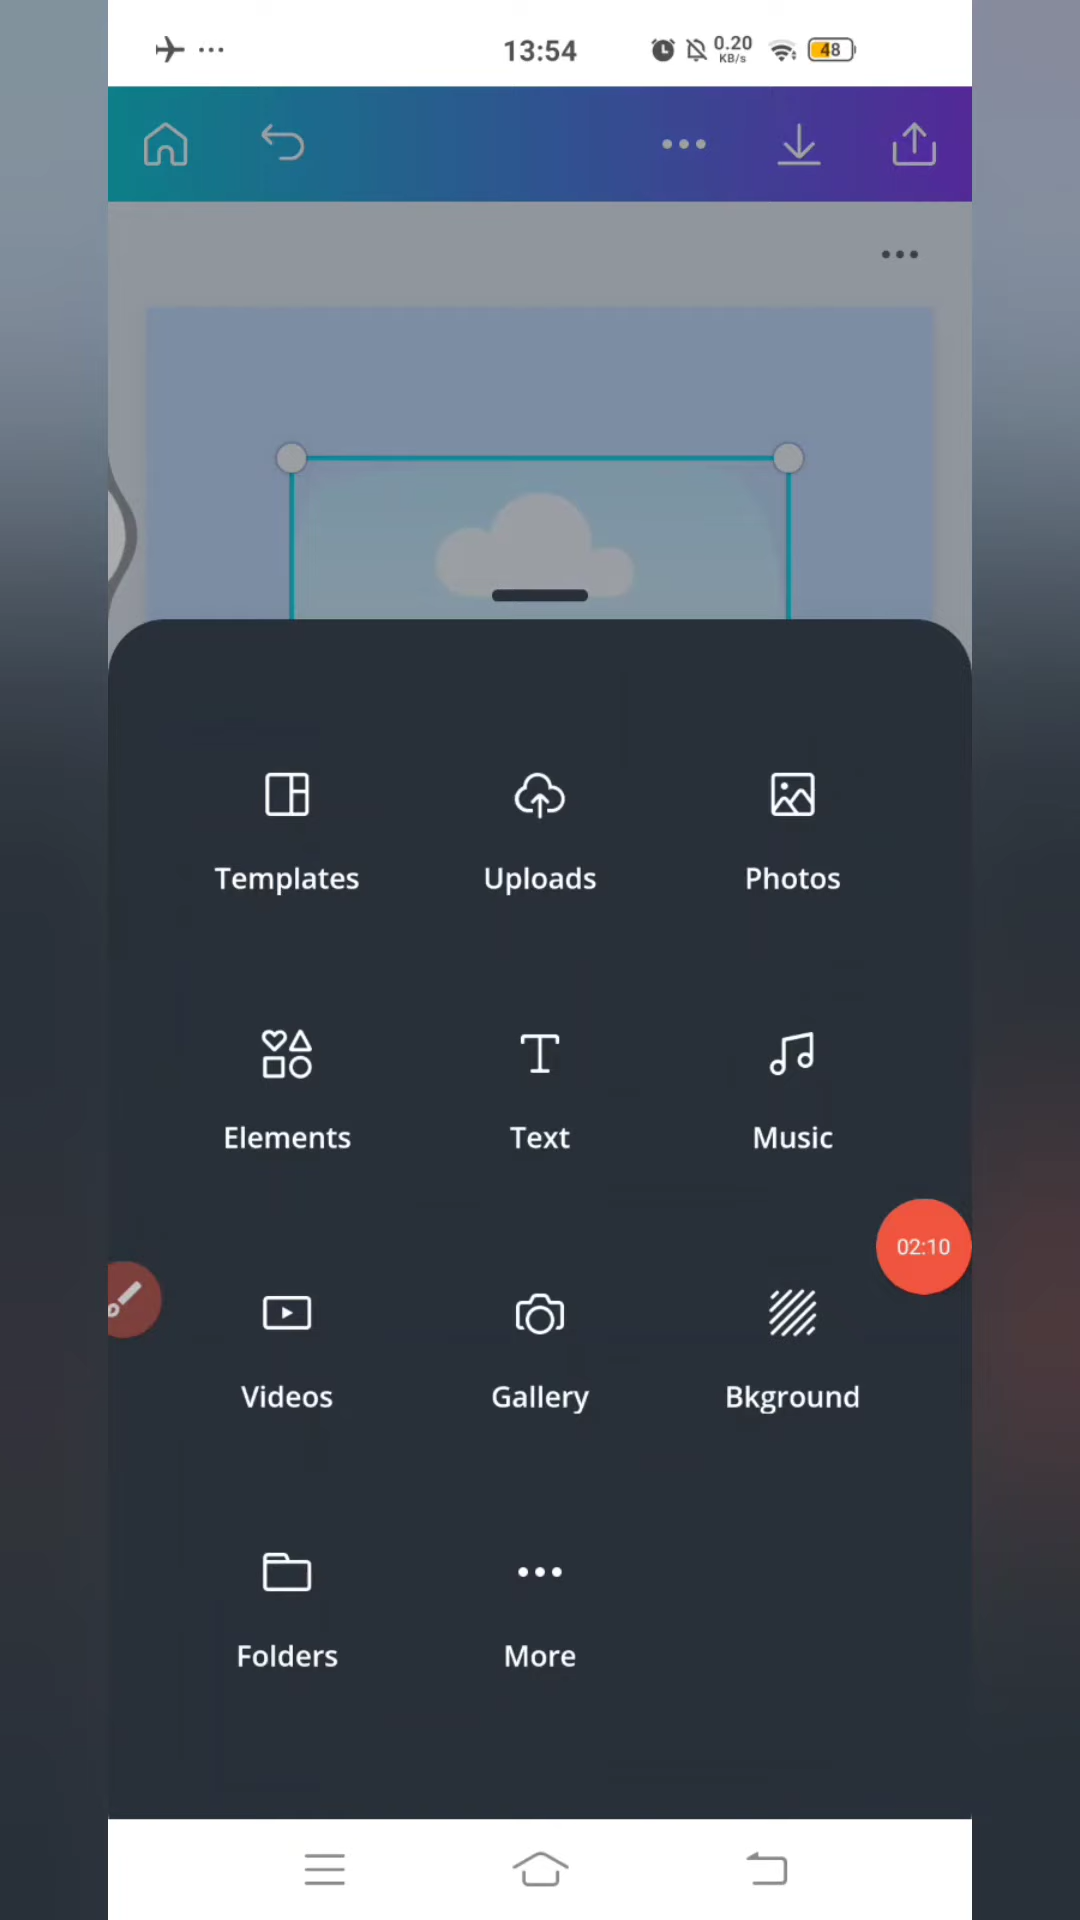 13:54
0.20
KB/s
48
Templates
Uploads
Photos
Elements
Text
Music
02:10
Videos
Gallery
Bkground
Folders
More